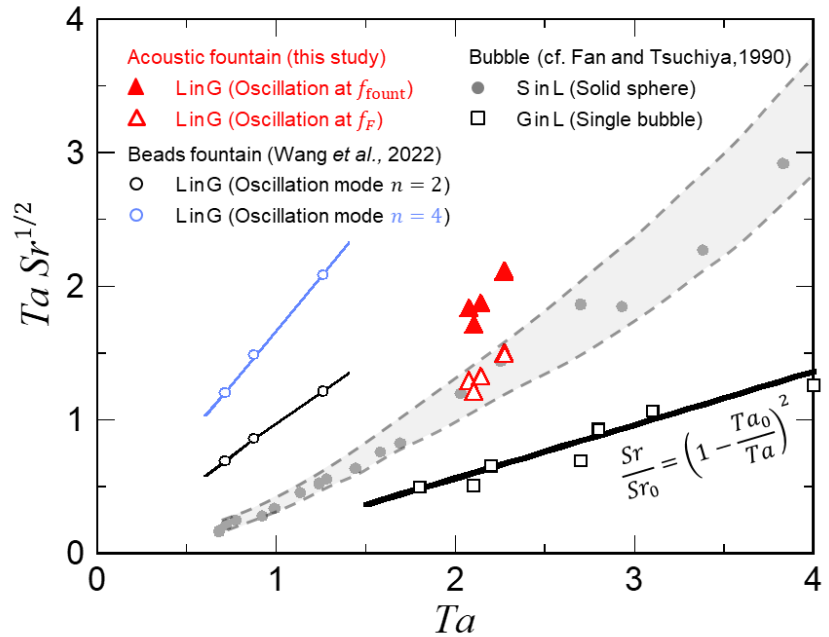 4
3
2
1
0
Ta Sr^{1/2}
Acoustic fountain (this study)
L in G (Oscillation at f_fount)
L in G (Oscillation at f_F)
Beads fountain (Wang et al., 2022)
L in G (Oscillation mode n = 2)
L in G (Oscillation mode n = 4)
Bubble (cf. Fan and Tsuchiya,1990)
S in L (Solid sphere)
G in L (Single bubble)
Sr/Sr_0 = (1 − Ta_0/Ta)^2
0 1 2 3 4
Ta